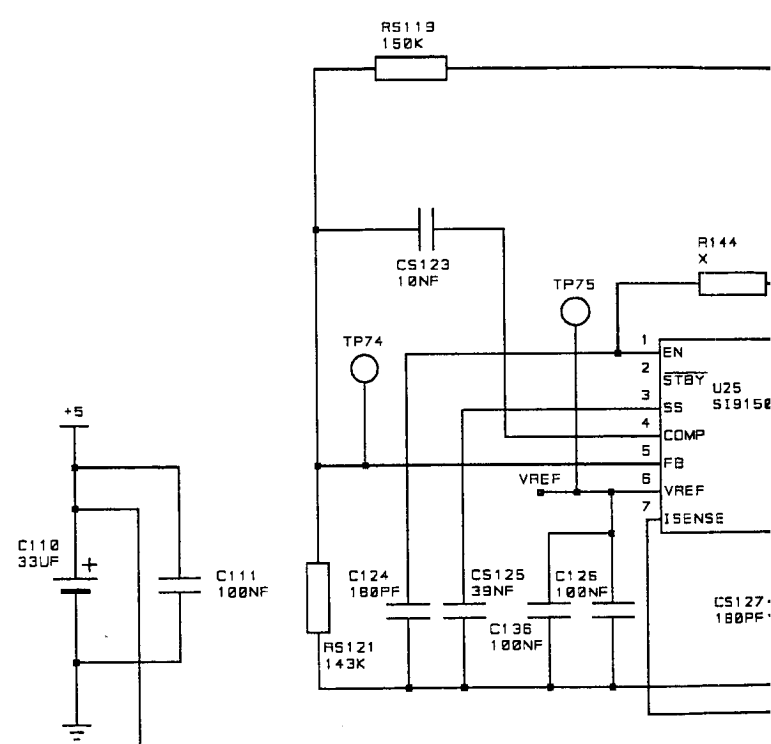 RS119
150K
CS123
10NF
R144
X
TP75
TP74
1
EN
2
STBY
U25
SI9150
3
SS
4
COMP
5
FB
6
VREF
VREF
7
ISENSE
+5
C110
33UF
+
C111
100NF
C124
180PF
CS125
39NF
C126
100NF
C136
100NF
CS127
180PF
RS121
143K